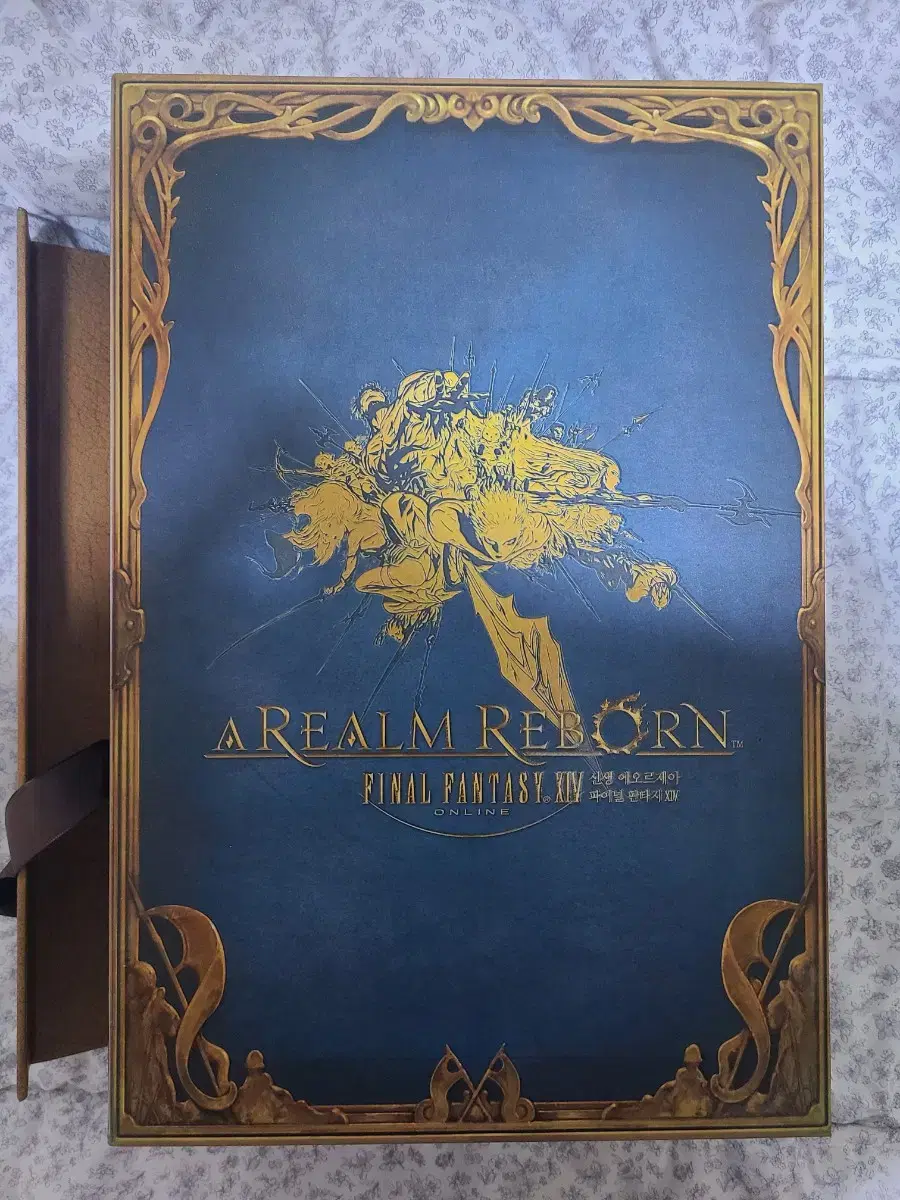 A REALM REBORN™
FINAL FANTASY® XIV 신생 에오르제아
ONLINE 파이널 판타지 XIV